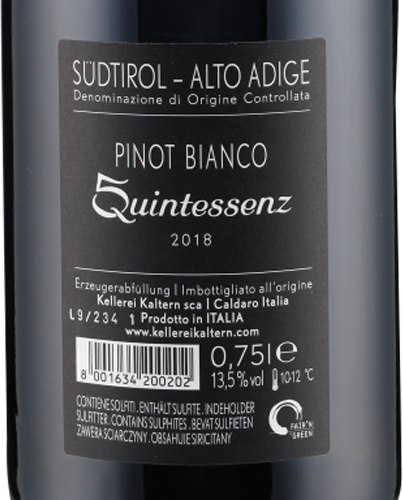 SÜDTIROL - ALTO ADIGE
Denominazione di Origine Controllata
PINOT BIANCO
Quintessenz
2018
Erzeugerabfüllung | Imbottigliato all'origine
Kellerei Kaltern sca | Caldaro Italia
L9/234 1 Prodotto in ITALIA
www.kellereikaltern.com
0,75l e
13,5% vol 10-12 °C
8 001634 200202
CONTIENE SOLFITI. ENTHÄLT SULFITE. INDEHOLDER
SULFITTER. CONTAINS SULPHITES. BEVAT SULFIETEN
ZAWIERA SIARCZYNY. OBSAHUJE SIRICITANY
FAIR'N GREEN